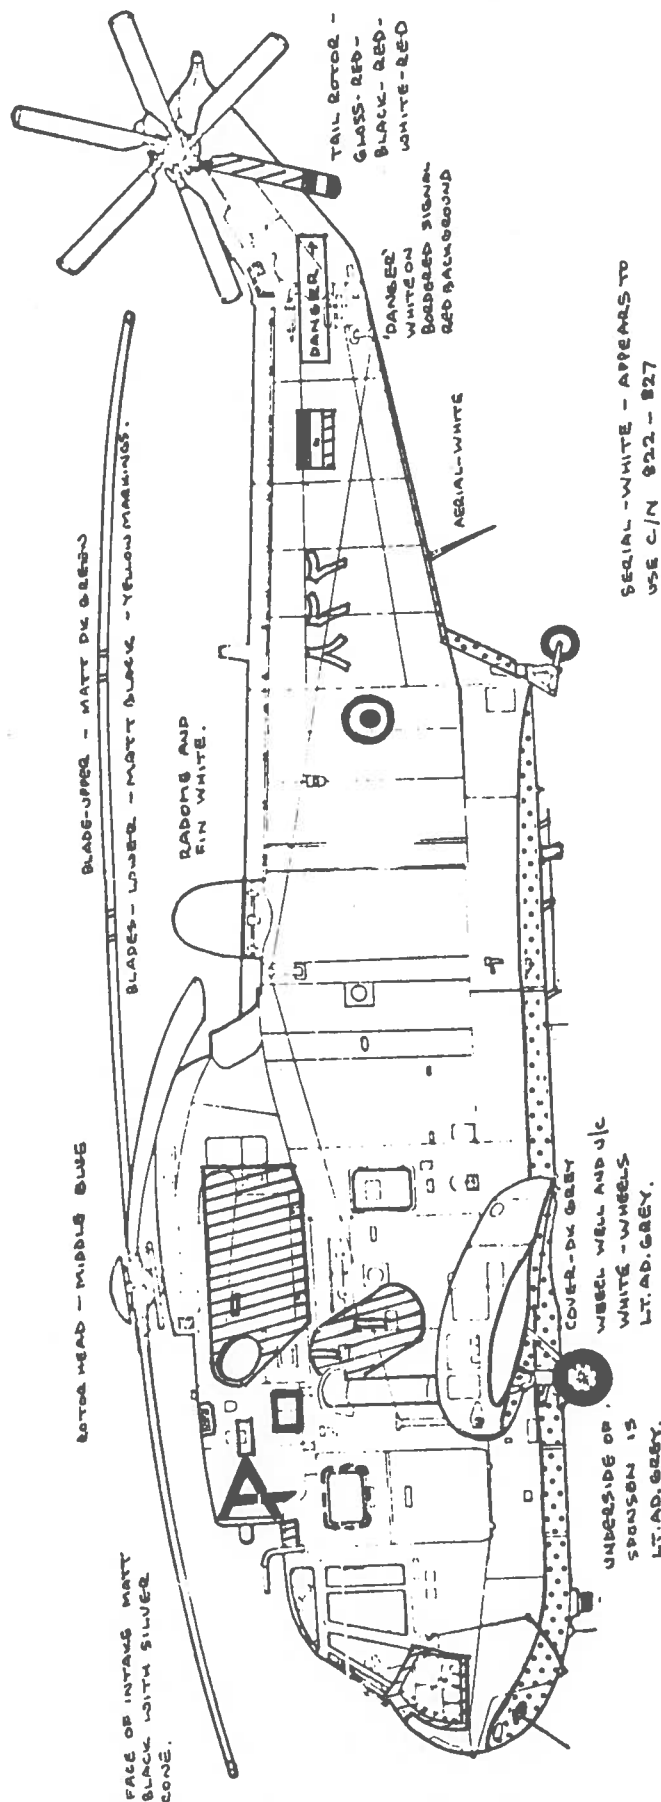 FACE OF INTAKE MATT
BLACK WITH SILVER
CONE.
ROTOR HEAD - MIDDLE BLUE
BLADE-UPPER - MATT DK GREEN
BLADES - LOWER - MATT BLACK - YELLOW MARKINGS.
RADOME AND
FIN WHITE.
TAIL ROTOR -
GLOSS-RED-
BLACK-RED-
WHITE-RED
DANGER
'DANGER'
WHITE ON
BORDERED SIGNAL
RED BACKGROUND
AERIAL-WHITE
SERIAL-WHITE - APPEARS TO
USE C/N 822 - 827
COVER-DK GREY
WHEEL WELL AND U/C
WHITE-WHEELS
LT.AD.GREY.
UNDERSIDE OF
SPONSON IS
LT.AD.GREY.